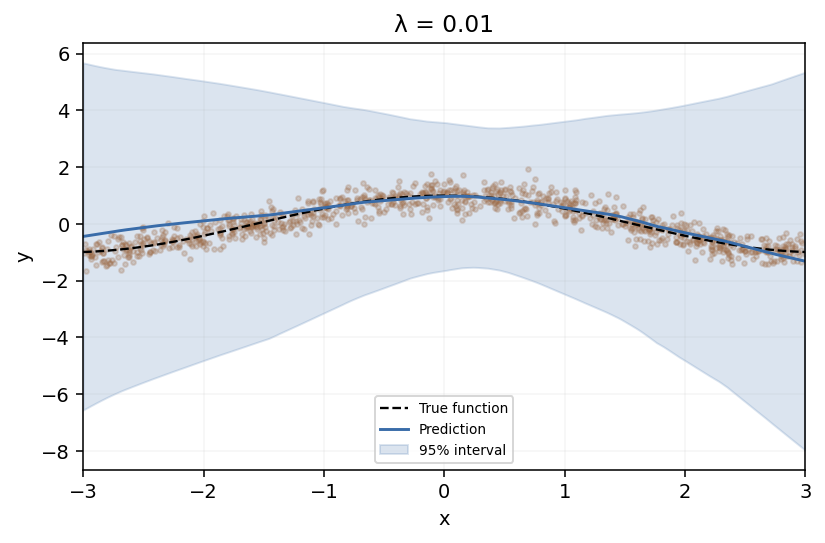 λ = 0.01
6
4
2
0
−2
−4
−6
−8
y
True function
Prediction
95% interval
−3
−2
−1
0
1
2
3
x